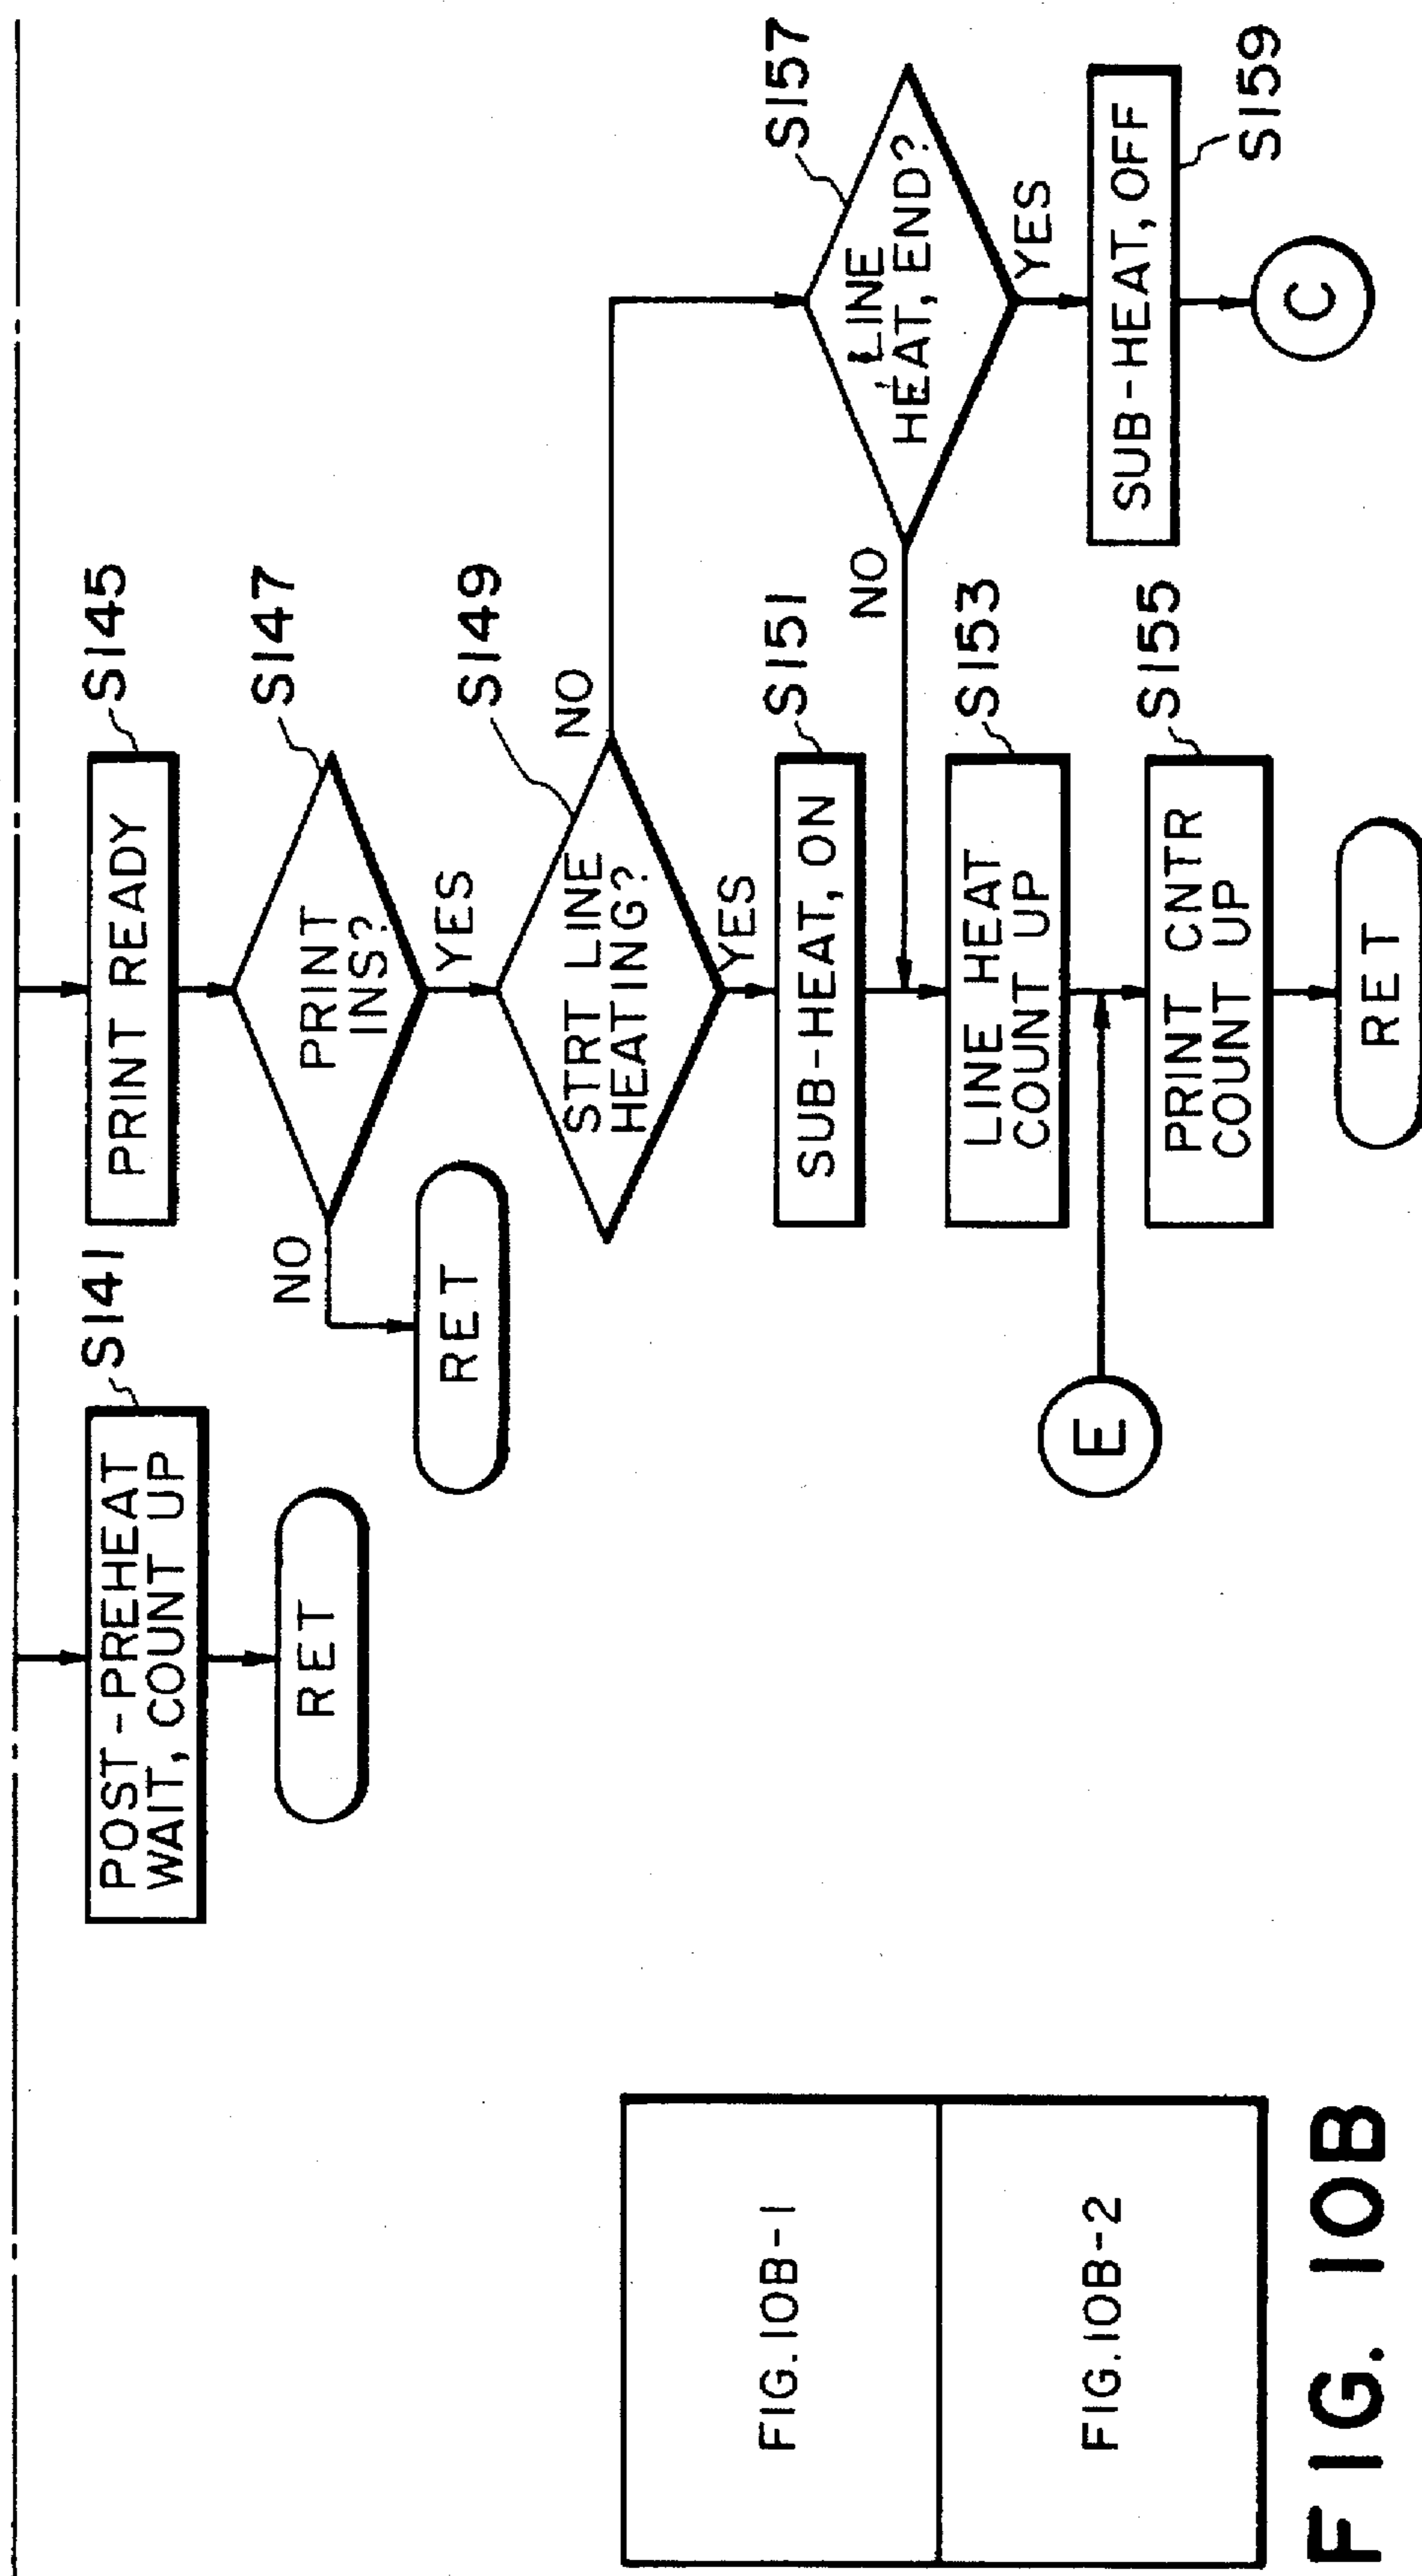 POST-PREHEAT
WAIT, COUNT UP
S141
RET
PRINT READY
S145
PRINT
INS?
S147
NO
YES
RET
STRT LINE
HEATING?
S149
NO
YES
SUB-HEAT, ON
S151
LINE
HEAT, END?
S157
NO
YES
LINE HEAT
COUNT UP
S153
SUB-HEAT, OFF
S159
E
C
PRINT CNTR
COUNT UP
S155
RET
FIG. 10B-1
FIG. 10B-2
FIG. 10B